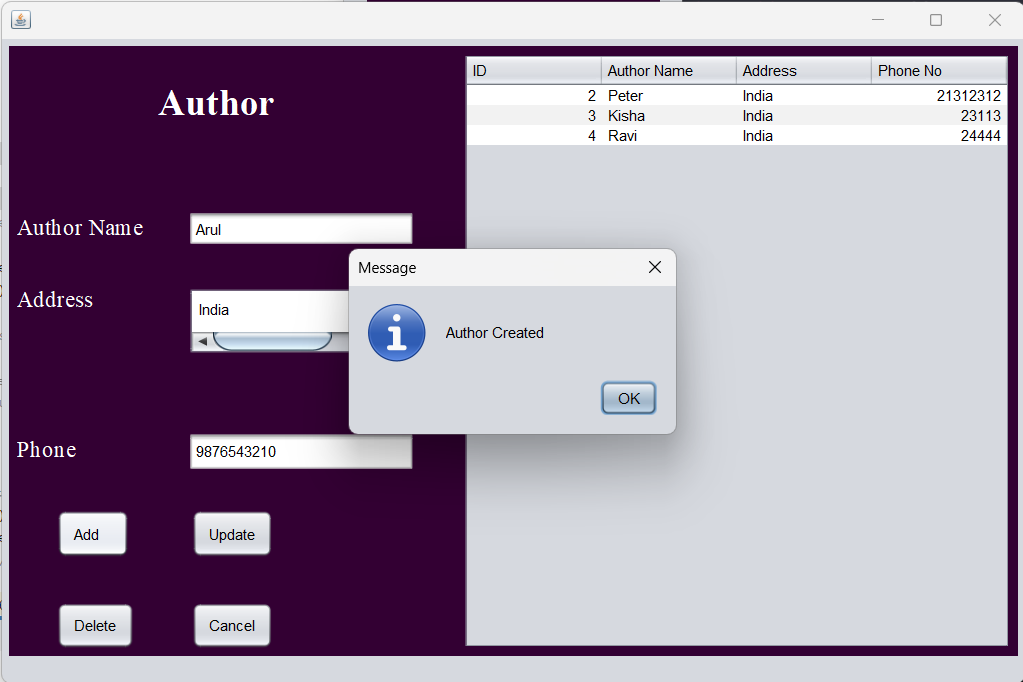 Author
ID Author Name Address Phone No
2 Peter India 21312312
3 Kisha India 23113
4 Ravi India 24444
Author Name Arul
Address India
Phone 9876543210
Add Update
Delete Cancel
Message
Author Created
OK